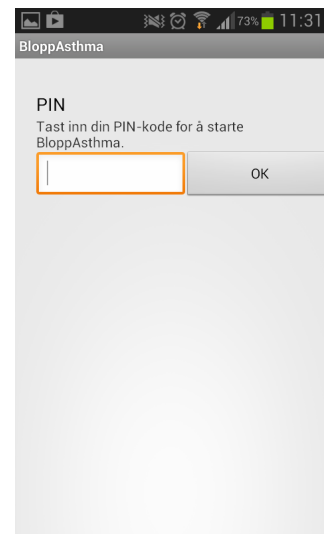 73% 11:31
BloppAsthma
PIN
Tast inn din PIN-kode for å starte
BloppAsthma.
OK